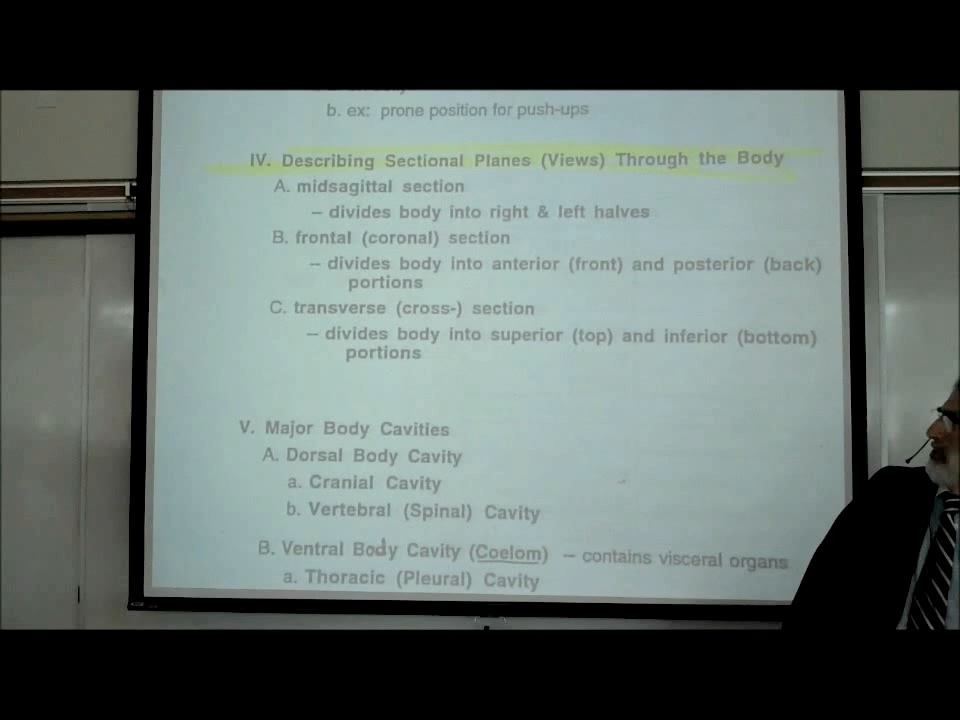 b. ex: prone position for push-ups
IV. Describing Sectional Planes (Views) Through the Body
A. midsagittal section
– divides body into right & left halves
B. frontal (coronal) section
– divides body into anterior (front) and posterior (back)
portions
C. transverse (cross-) section
– divides body into superior (top) and inferior (bottom)
portions
V. Major Body Cavities
A. Dorsal Body Cavity
a. Cranial Cavity
b. Vertebral (Spinal) Cavity
B. Ventral Body Cavity (Coelom) – contains visceral organs
a. Thoracic (Pleural) Cavity